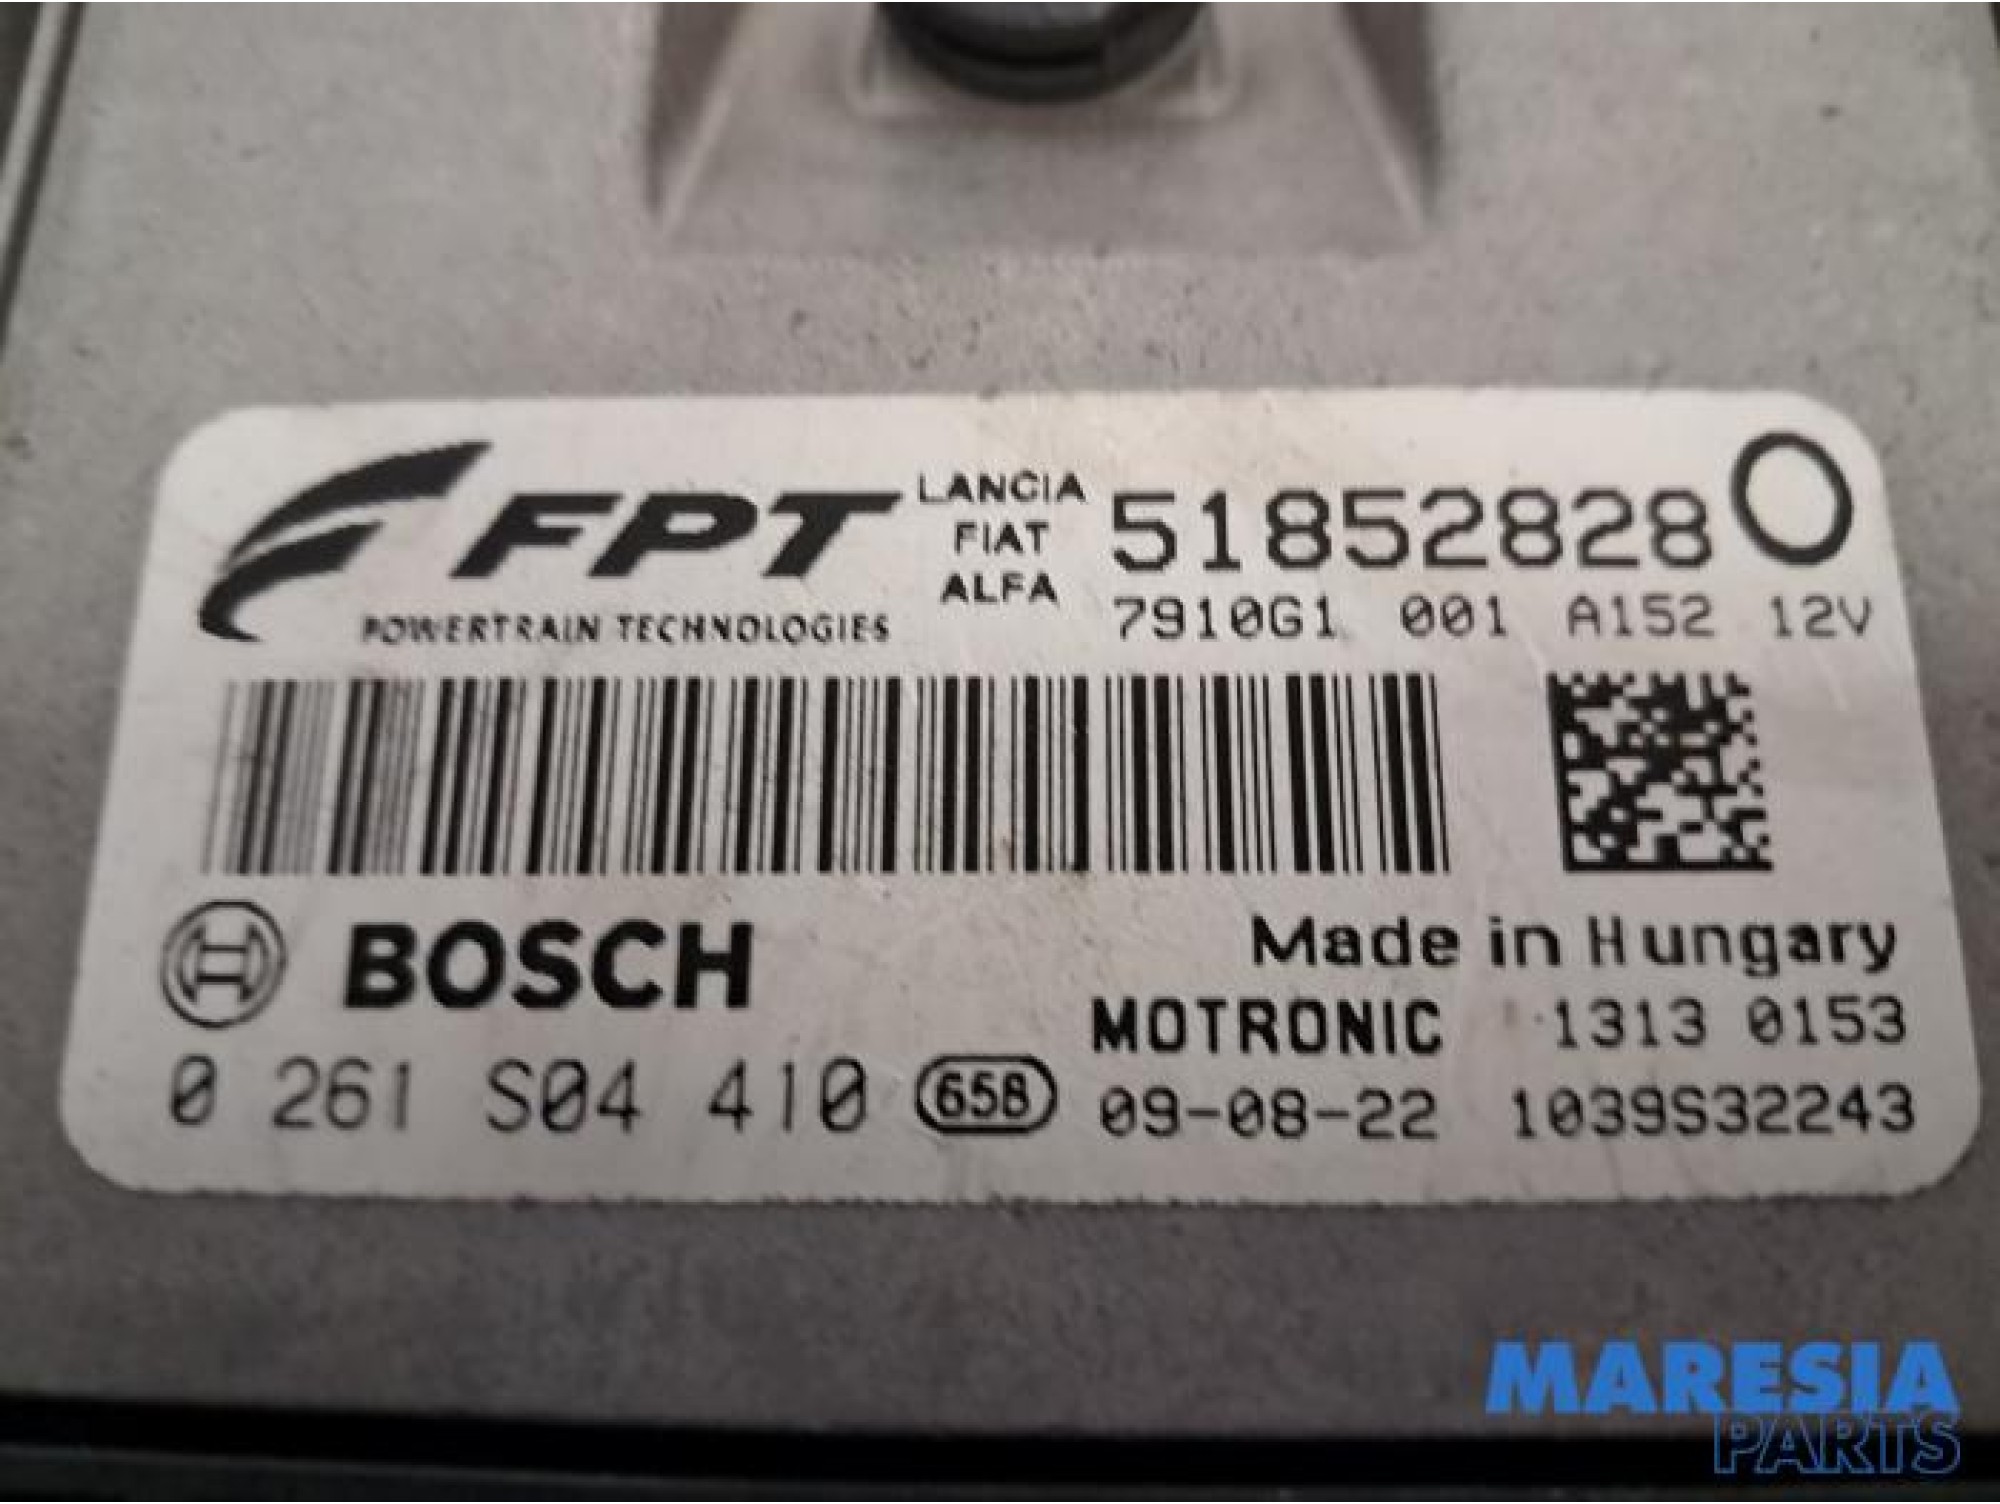 FPT
POWERTRAIN TECHNOLOGIES
LANCIA
FIAT
ALFA
51852828
7910G1 001 A152 12V
BOSCH
Made in Hungary
MOTRONIC 1313 0153
0 261 S04 410 658 09-08-22 1039S32243
MARESIA
PARTS